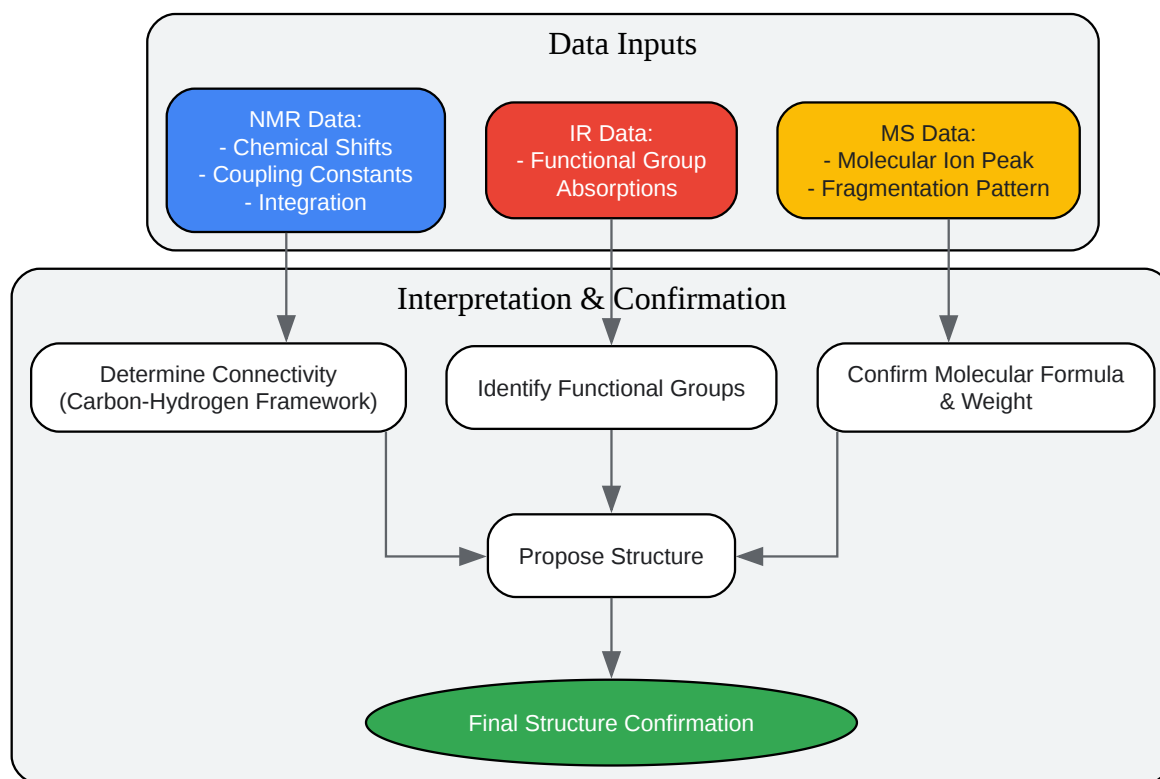 Data Inputs
NMR Data:
- Chemical Shifts
- Coupling Constants
- Integration
IR Data:
- Functional Group
Absorptions
MS Data:
- Molecular Ion Peak
- Fragmentation Pattern
Interpretation & Confirmation
Determine Connectivity
(Carbon-Hydrogen Framework)
Identify Functional Groups
Confirm Molecular Formula
& Weight
Propose Structure
Final Structure Confirmation